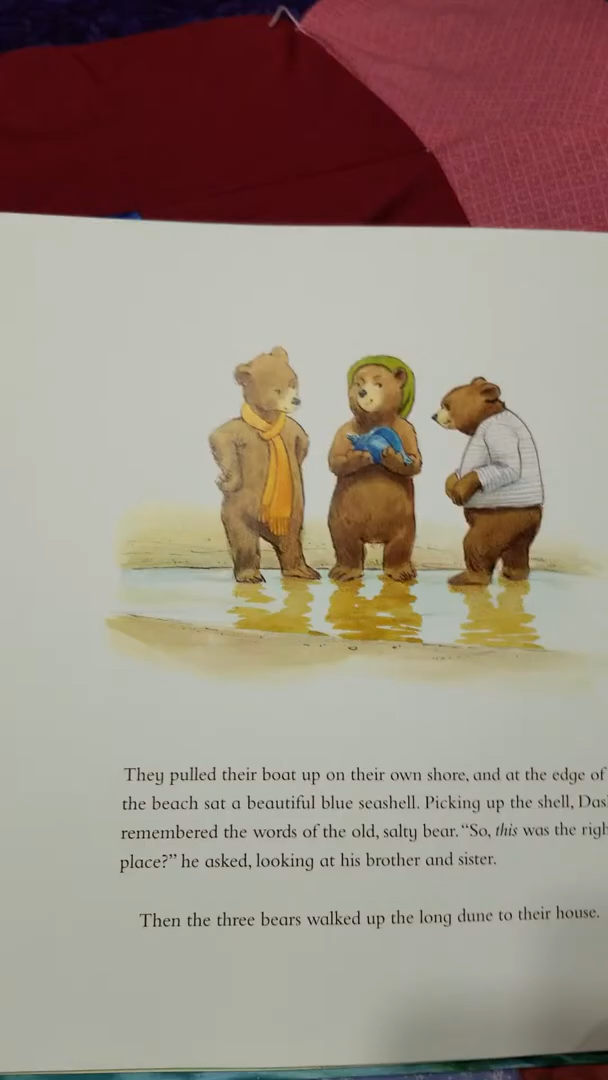 They pulled their boat up on their own shore, and at the edge of
the beach sat a beautiful blue seashell. Picking up the shell, Das
remembered the words of the old, salty bear. “So, this was the righ
place?” he asked, looking at his brother and sister.
Then the three bears walked up the long dune to their house.